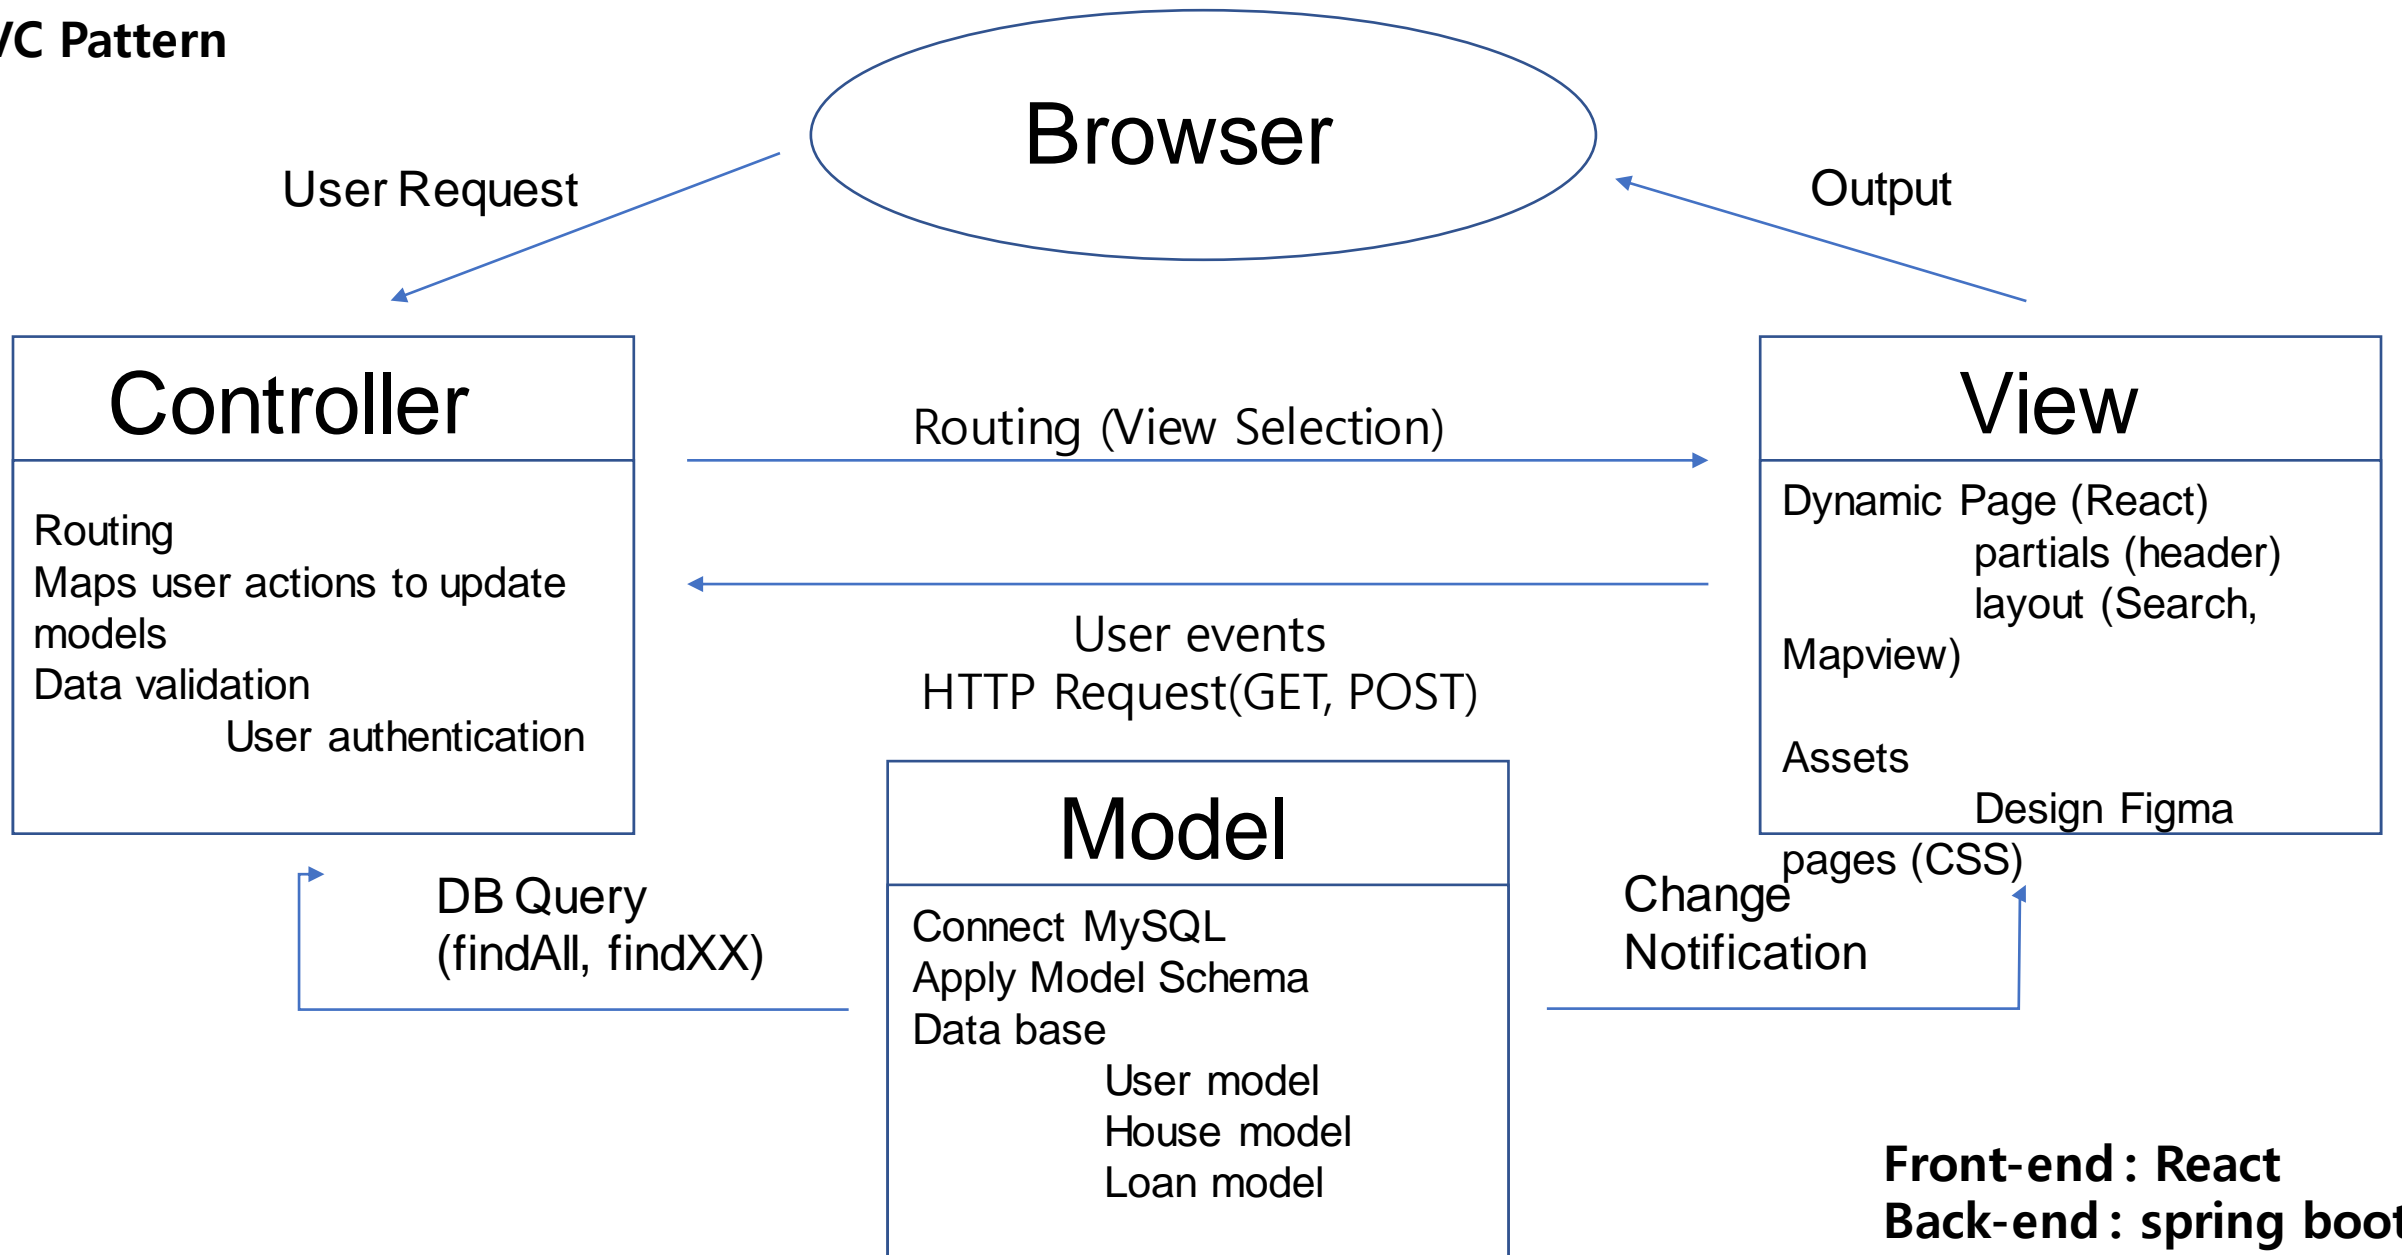 VC Pattern
Browser
User Request
Output
Controller
Routing
Maps user actions to update
models
Data validation
User authentication
Routing (View Selection)
User events
HTTP Request(GET, POST)
View
Dynamic Page (React)
partials (header)
layout (Search,
Mapview)
Assets
Design Figma
pages (CSS)
DB Query
(findAll, findXX)
Model
Connect MySQL
Apply Model Schema
Data base
User model
House model
Loan model
Change
Notification
Front-end : React
Back-end : spring boot